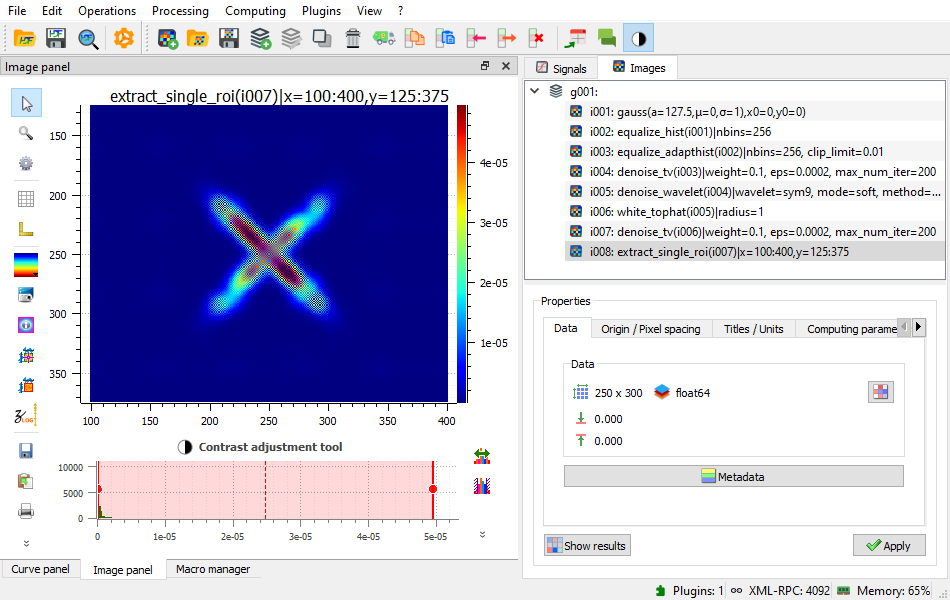 File Edit Operations Processing Computing Plugins View ?
Image panel
extract_single_roi(i007)|x=100:400,y=125:375
150
200
250
300
350
100 150 200 250 300 350 400
4e-05
3e-05
2e-05
1e-05
LOG
Contrast adjustment tool
10000
5000
0
0 1e-05 2e-05 3e-05 4e-05 5e-05
Curve panel Image panel Macro manager
Signals Images
g001:
i001: gauss(a=127.5,μ=0,σ=1),x0=0,y0=0)
i002: equalize_hist(i001)|nbins=256
i003: equalize_adapthist(i002)|nbins=256, clip_limit=0.01
i004: denoise_tv(i003)|weight=0.1, eps=0.0002, max_num_iter=200
i005: denoise_wavelet(i004)|wavelet=sym9, mode=soft, method=...
i006: white_tophat(i005)|radius=1
i007: denoise_tv(i006)|weight=0.1, eps=0.0002, max_num_iter=200
i008: extract_single_roi(i007)|x=100:400,y=125:375
Properties
Data Origin / Pixel spacing Titles / Units Computing parame
Data
250 x 300 float64
0.000
0.000
Metadata
Show results Apply
Plugins: 1 XML-RPC: 4092 Memory: 65%